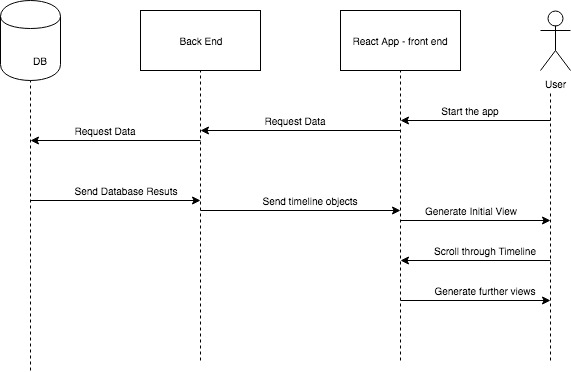 DB
Back End
React App - front end
User
Start the app
Request Data
Request Data
Send Database Resuts
Send timeline objects
Generate Initial View
Scroll through Timeline
Generate further views